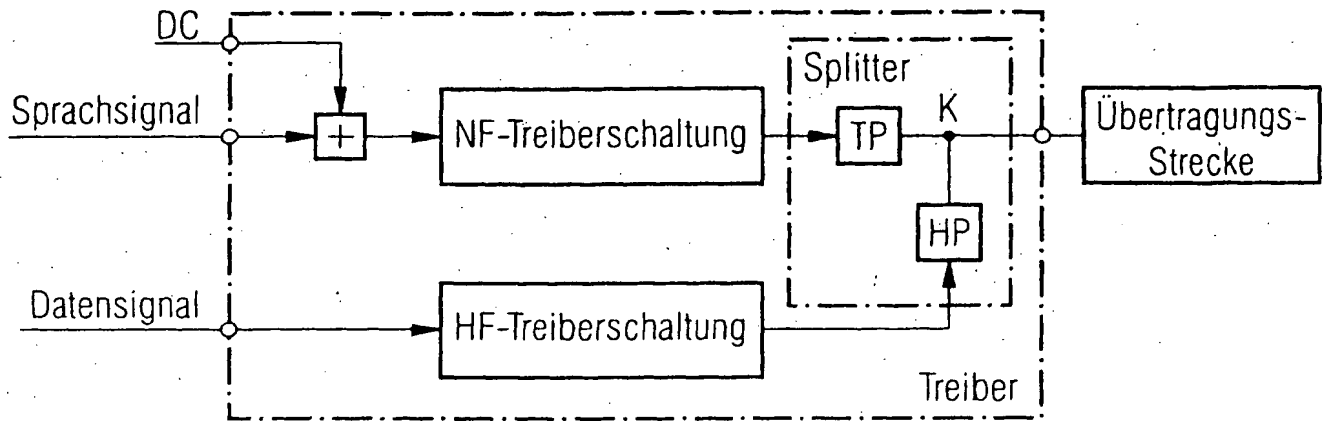 DC
Sprachsignal
+
NF-Treiberschaltung
Splitter
TP
K
Übertragungs-
Strecke
HP
Datensignal
HF-Treiberschaltung
Treiber